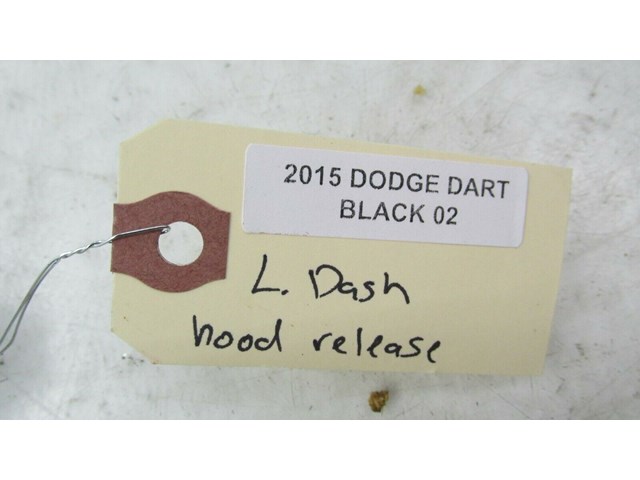 2015 DODGE DART
BLACK 02
L. Dash
hood release